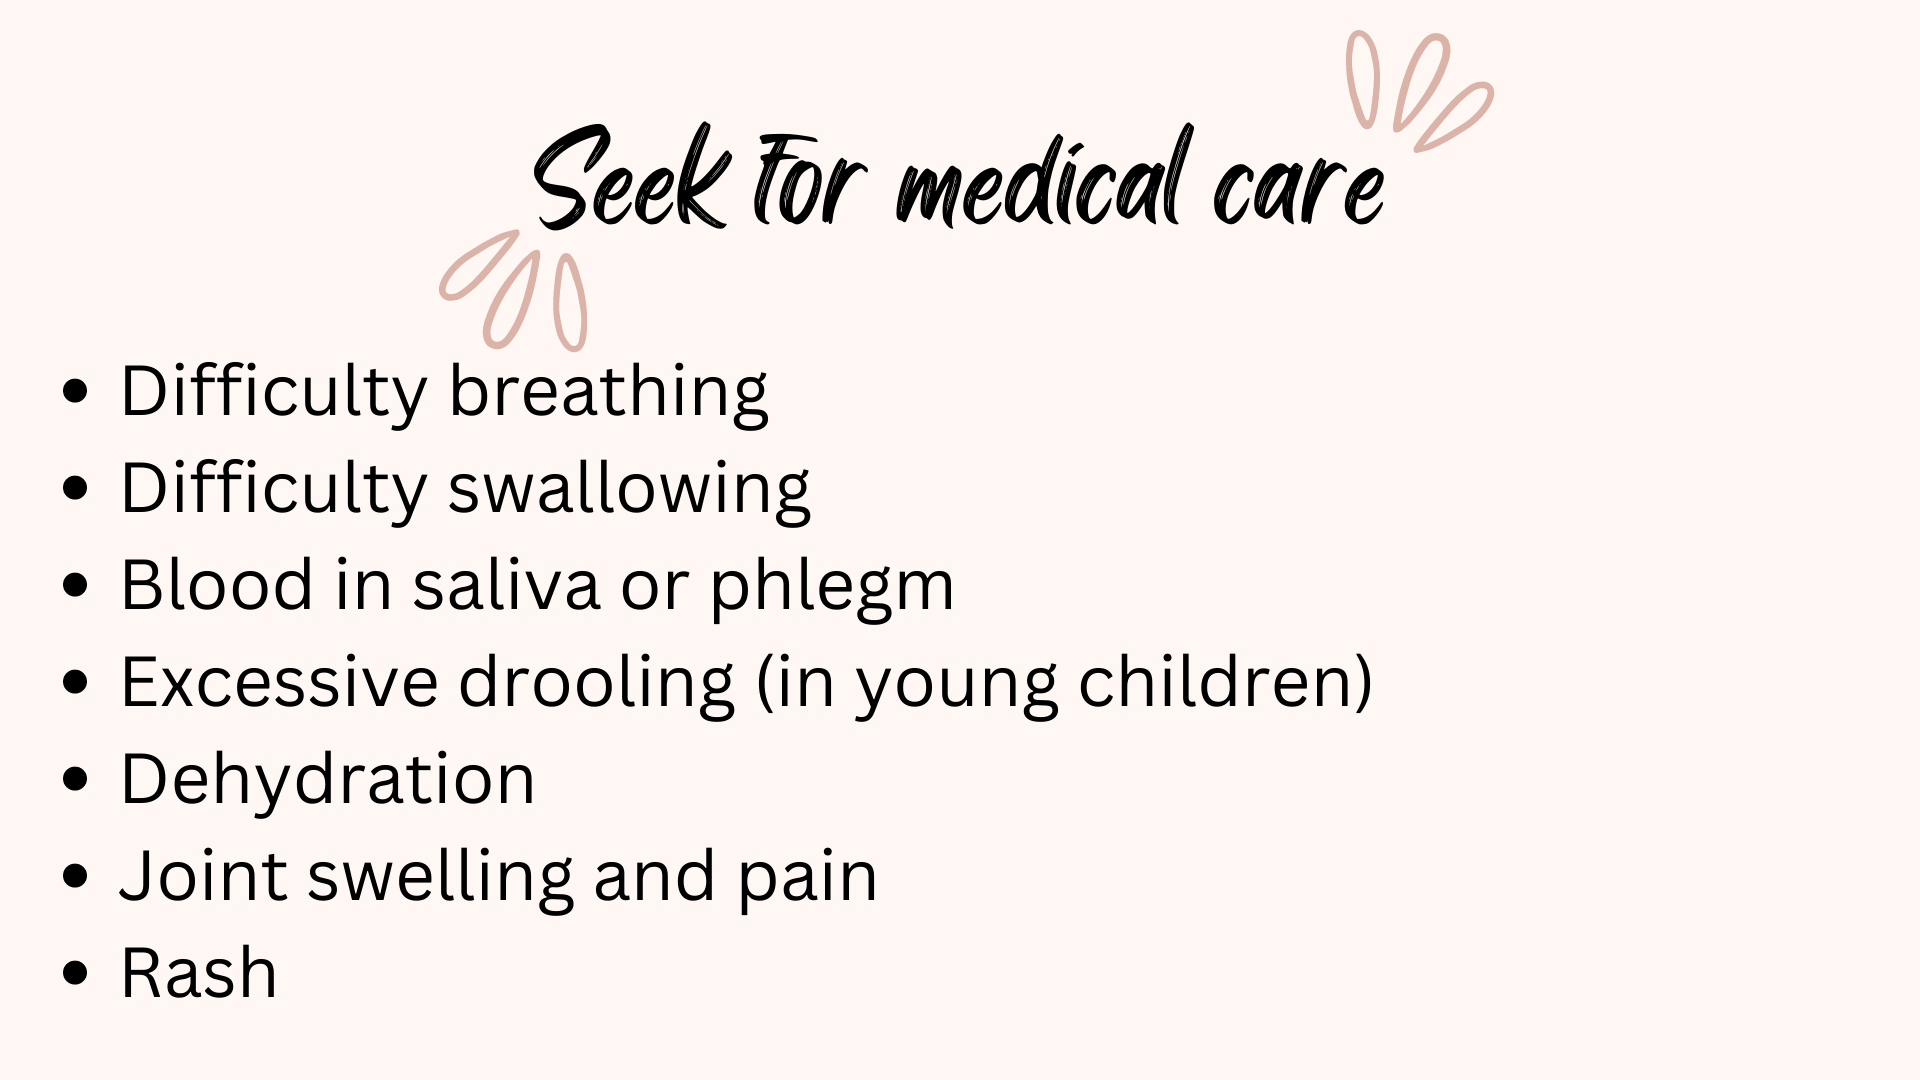 Seek For medical care
• Difficulty breathing
• Difficulty swallowing
• Blood in saliva or phlegm
• Excessive drooling (in young children)
• Dehydration
• Joint swelling and pain
• Rash